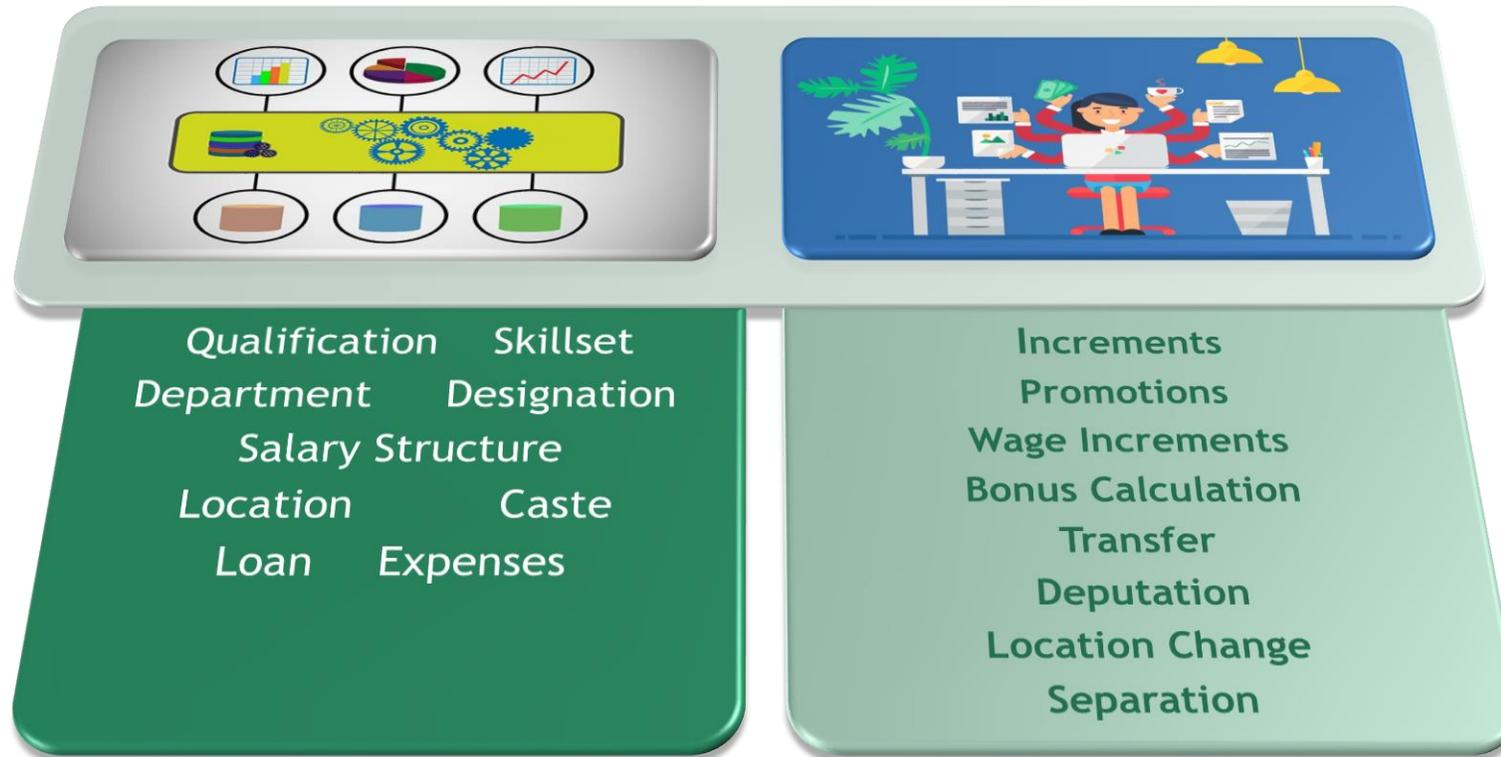 Qualification Skillset
Department Designation
Salary Structure
Location Caste
Loan Expenses
Increments
Promotions
Wage Increments
Bonus Calculation
Transfer
Deputation
Location Change
Separation